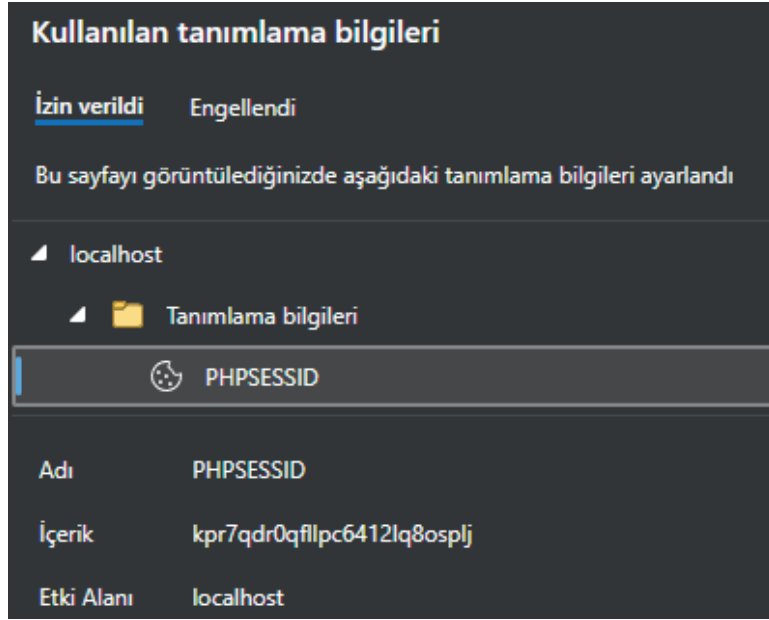 Kullanılan tanımlama bilgileri
İzin verildi Engellendi
Bu sayfayı görüntülediğinizde aşağıdaki tanımlama bilgileri ayarlandı
localhost
Tanımlama bilgileri
PHPSESSID
Adı PHPSESSID
İçerik kpr7qdr0qfllpc6412lq8osplj
Etki Alanı localhost